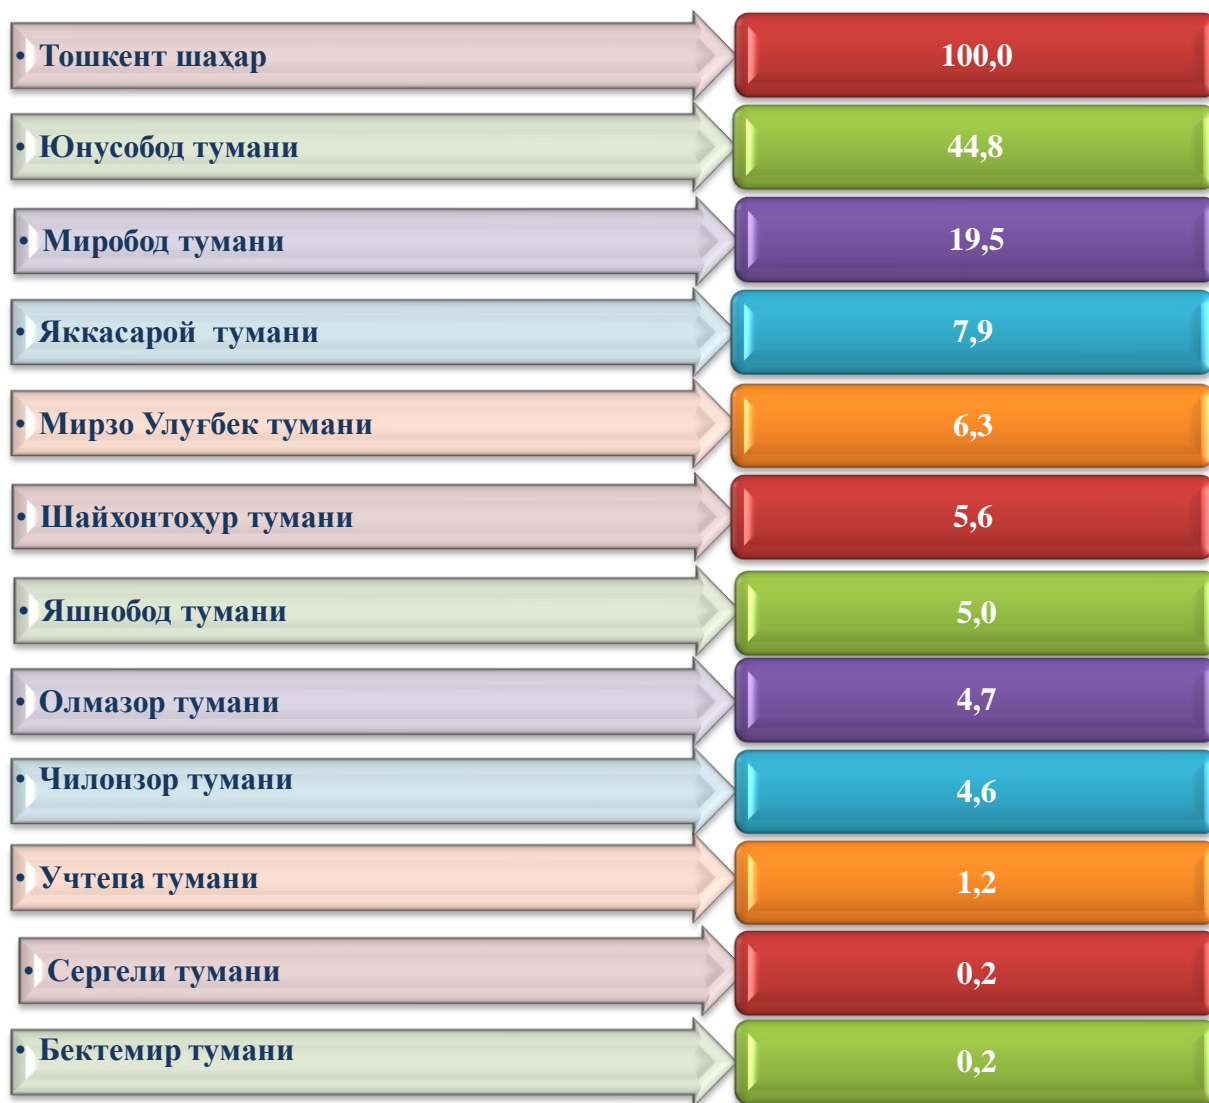 • Тошкент шаҳар 100,0
• Юнусобод тумани 44,8
• Миробод тумани 19,5
• Яккасарой тумани 7,9
• Мирзо Улуғбек тумани 6,3
• Шайхонтоҳур тумани 5,6
• Яшнобод тумани 5,0
• Олмазор тумани 4,7
• Чилонзор тумани 4,6
• Учтепа тумани 1,2
• Сергели тумани 0,2
• Бектемир тумани 0,2